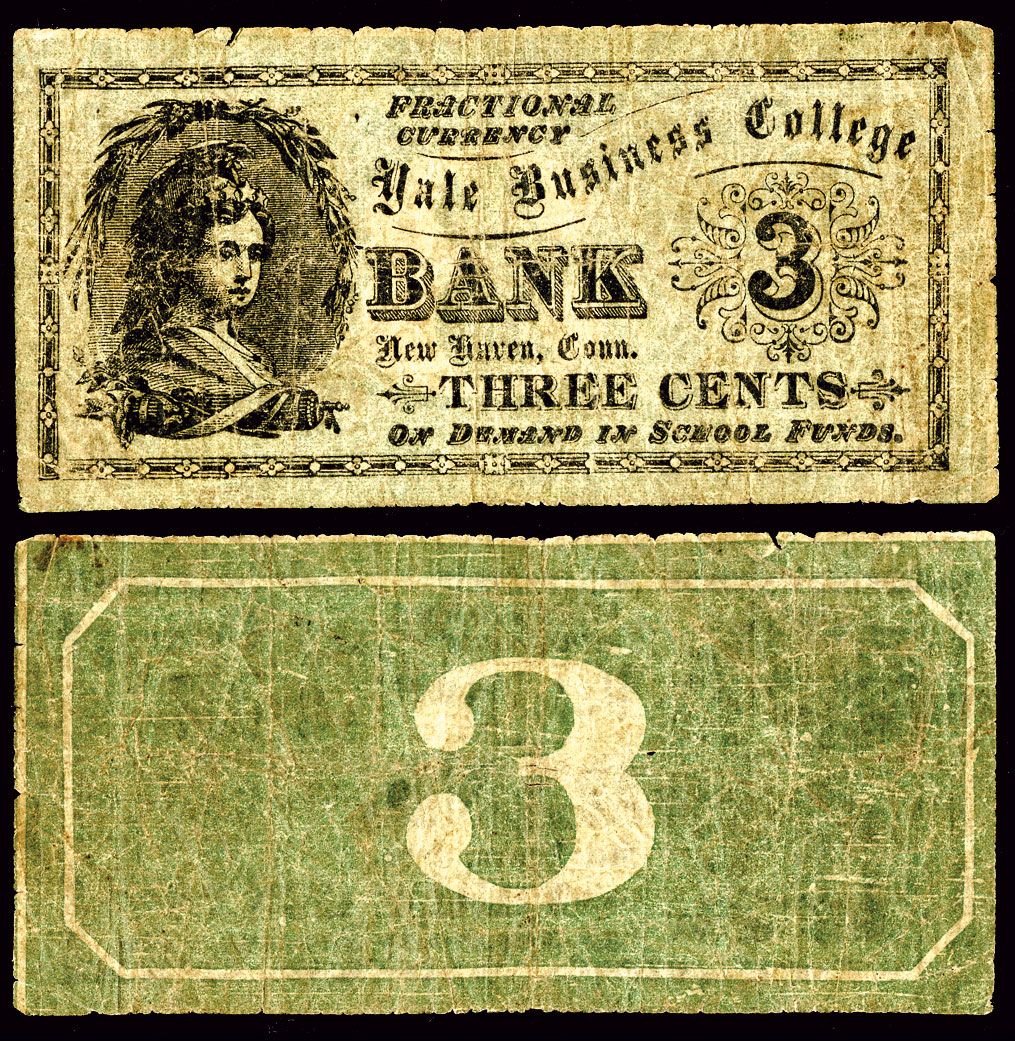 FRACTIONAL
CURRENCY
Yale Business College
BANK
3
New Haven, Conn.
THREE CENTS
ON DEMAND IN SCHOOL FUNDS.
3